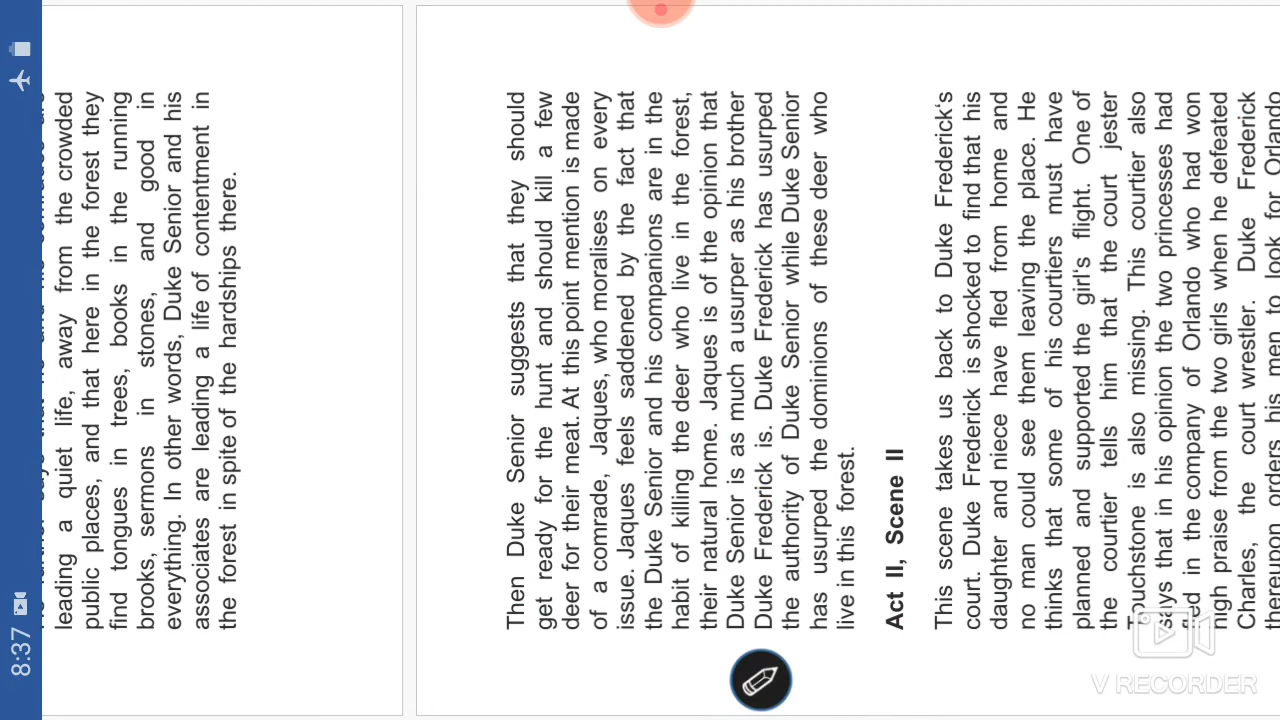 8:37
leading a quiet life, away from the crowded
public places, and that here in the forest they
find tongues in trees, books in the running
brooks, sermons in stones, and good in
everything. In other words, Duke Senior and his
associates are leading a life of contentment in
the forest in spite of the hardships there.
Then Duke Senior suggests that they should
get ready for the hunt and should kill a few
deer for their meat. At this point mention is made
of a comrade, Jaques, who moralises on every
issue. Jaques feels saddened by the fact that
the Duke Senior and his companions are in the
habit of killing the deer who live in the forest,
their natural home. Jaques is of the opinion that
Duke Senior is as much a usurper as his brother
Duke Frederick is. Duke Frederick has usurped
the authority of Duke Senior while Duke Senior
has usurped the dominions of these deer who
live in this forest.
Act II, Scene II
This scene takes us back to Duke Frederick's
court. Duke Frederick is shocked to find that his
daughter and niece have fled from home and
no man could see them leaving the place. He
thinks that some of his courtiers must have
planned and supported the girl's flight. One of
the courtier tells him that the court jester
Touchstone is also missing. This courtier also
says that in his opinion the two princesses had
fled in the company of Orlando who had won
high praise from the two girls when he defeated
Charles, the court wrestler. Duke Frederick
thereupon orders his men to look for Orlando
V RECORDER